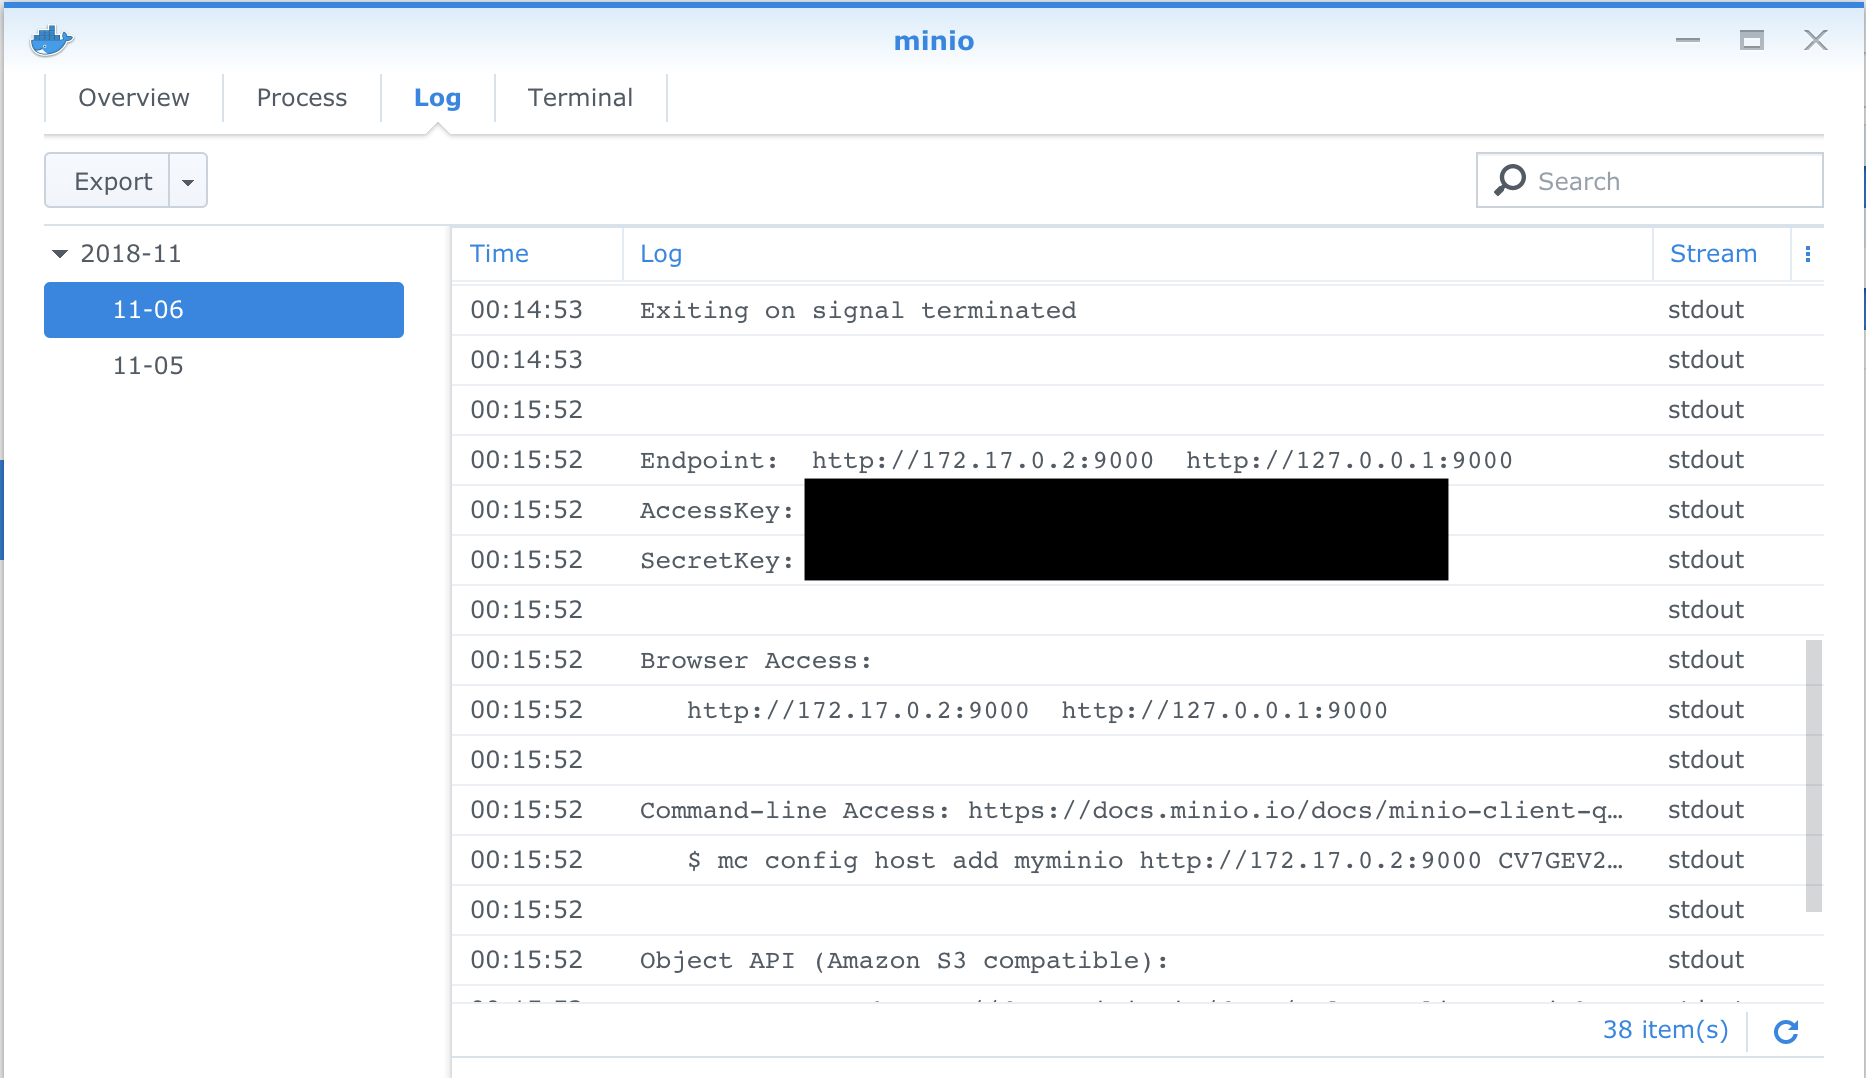 minio
Overview Process Log Terminal
Export Search
2018-11
11-06
11-05
Time Log Stream
00:14:53 Exiting on signal terminated stdout
00:14:53 stdout
00:15:52 stdout
00:15:52 Endpoint: http://172.17.0.2:9000 http://127.0.0.1:9000 stdout
00:15:52 AccessKey: stdout
00:15:52 SecretKey: stdout
00:15:52 stdout
00:15:52 Browser Access: stdout
00:15:52 http://172.17.0.2:9000 http://127.0.0.1:9000 stdout
00:15:52 stdout
00:15:52 Command-line Access: https://docs.minio.io/docs/minio-client-q… stdout
00:15:52 $ mc config host add myminio http://172.17.0.2:9000 CV7GEV2… stdout
00:15:52 stdout
00:15:52 Object API (Amazon S3 compatible): stdout
38 item(s)